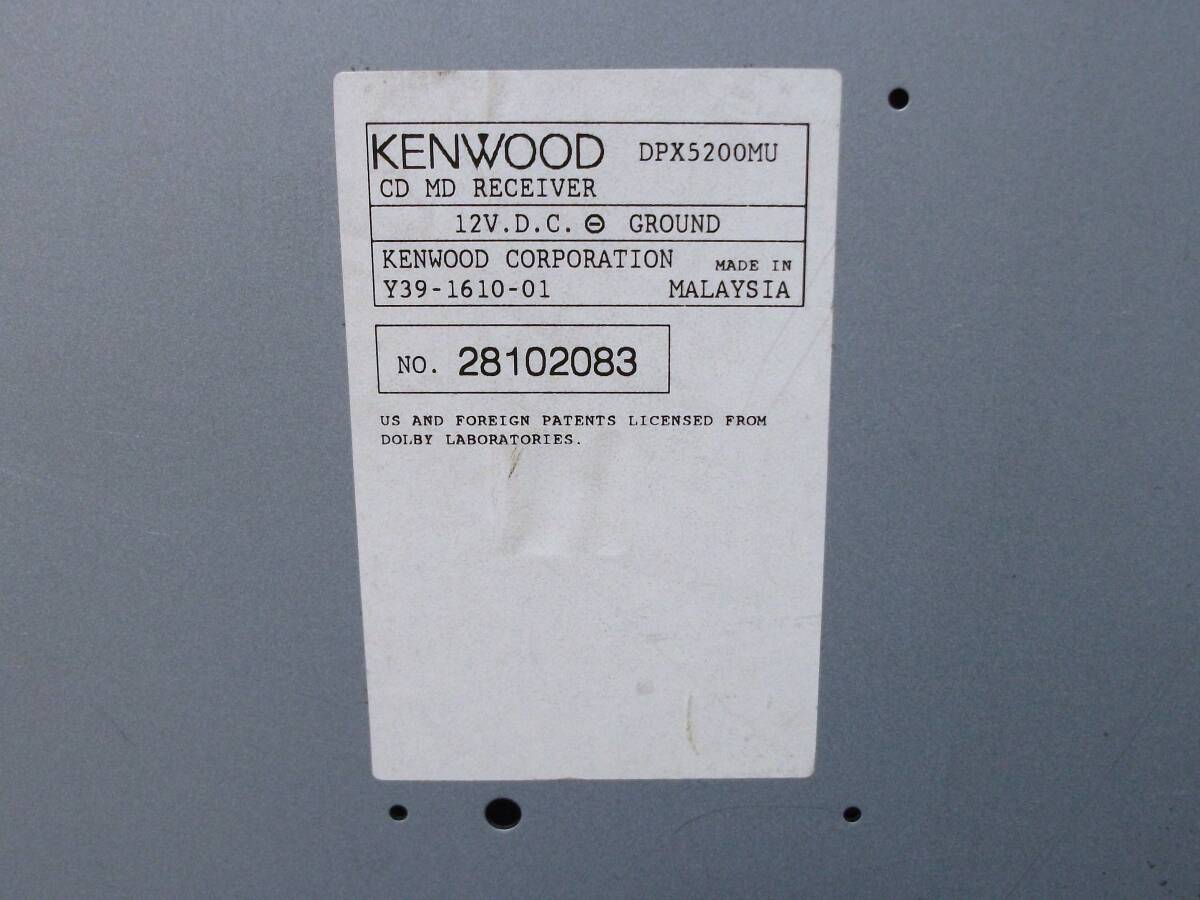 KENWOOD DPX5200MU
CD MD RECEIVER
12V.D.C. ⊖ GROUND
KENWOOD CORPORATION MADE IN
Y39-1610-01 MALAYSIA
NO. 28102083
US AND FOREIGN PATENTS LICENSED FROM
DOLBY LABORATORIES.